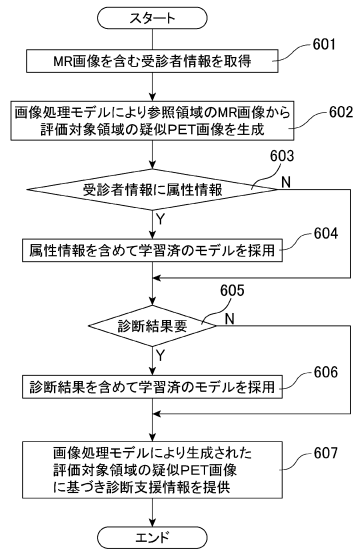 スタート
MR画像を含む受診者情報を取得
601
画像処理モデルにより参照領域のMR画像から
評価対象領域の疑似PET画像を生成
602
603
受診者情報に属性情報
N
Y
属性情報を含めて学習済のモデルを採用
604
605
診断結果要
N
Y
診断結果を含めて学習済のモデルを採用
606
画像処理モデルにより生成された
評価対象領域の疑似PET画像
に基づき診断支援情報を提供
607
エンド